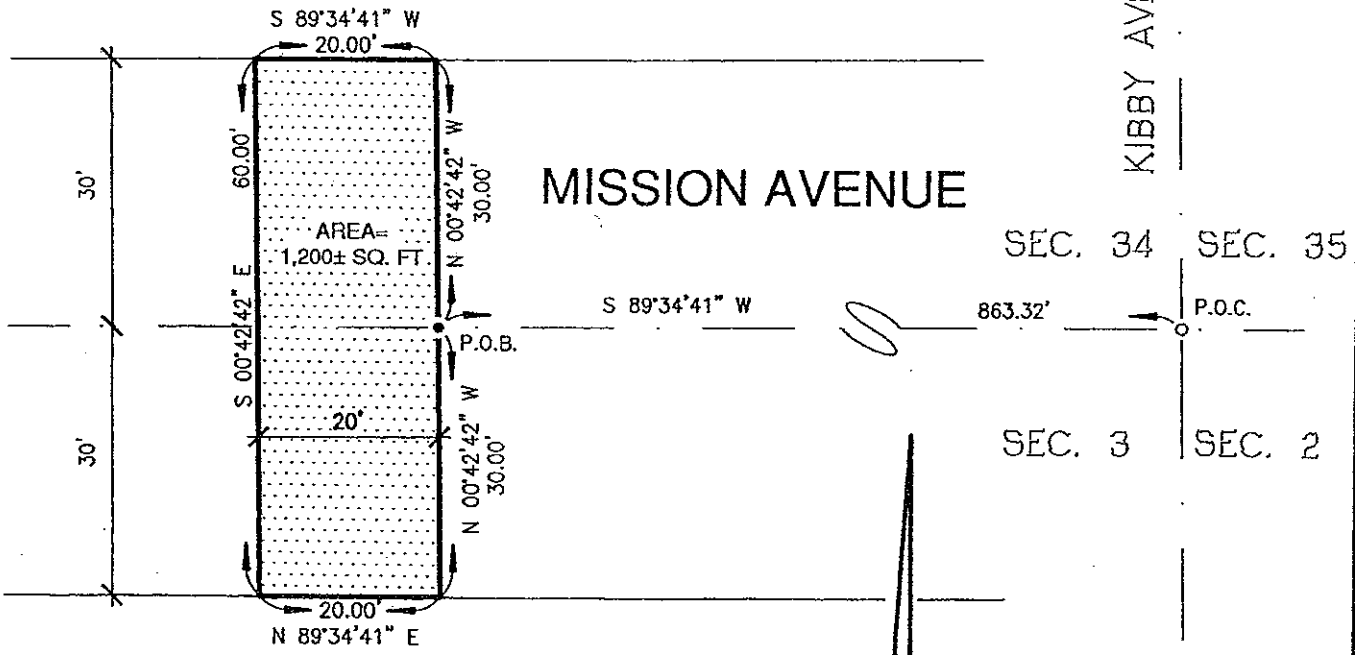 S 89°34'41" W
20.00'
KIBBY AVE
30'
60.00'
N 00°42'42" W
30.00'
MISSION AVENUE
AREA=
1,200± SQ. FT.
SEC. 34 SEC. 35
S 00°42'42" E
S 89°34'41" W
863.32'
P.O.C.
P.O.B.
30'
20'
N 00°42'42" W
30.00'
SEC. 3 SEC. 2
20.00'
N 89°34'41" E